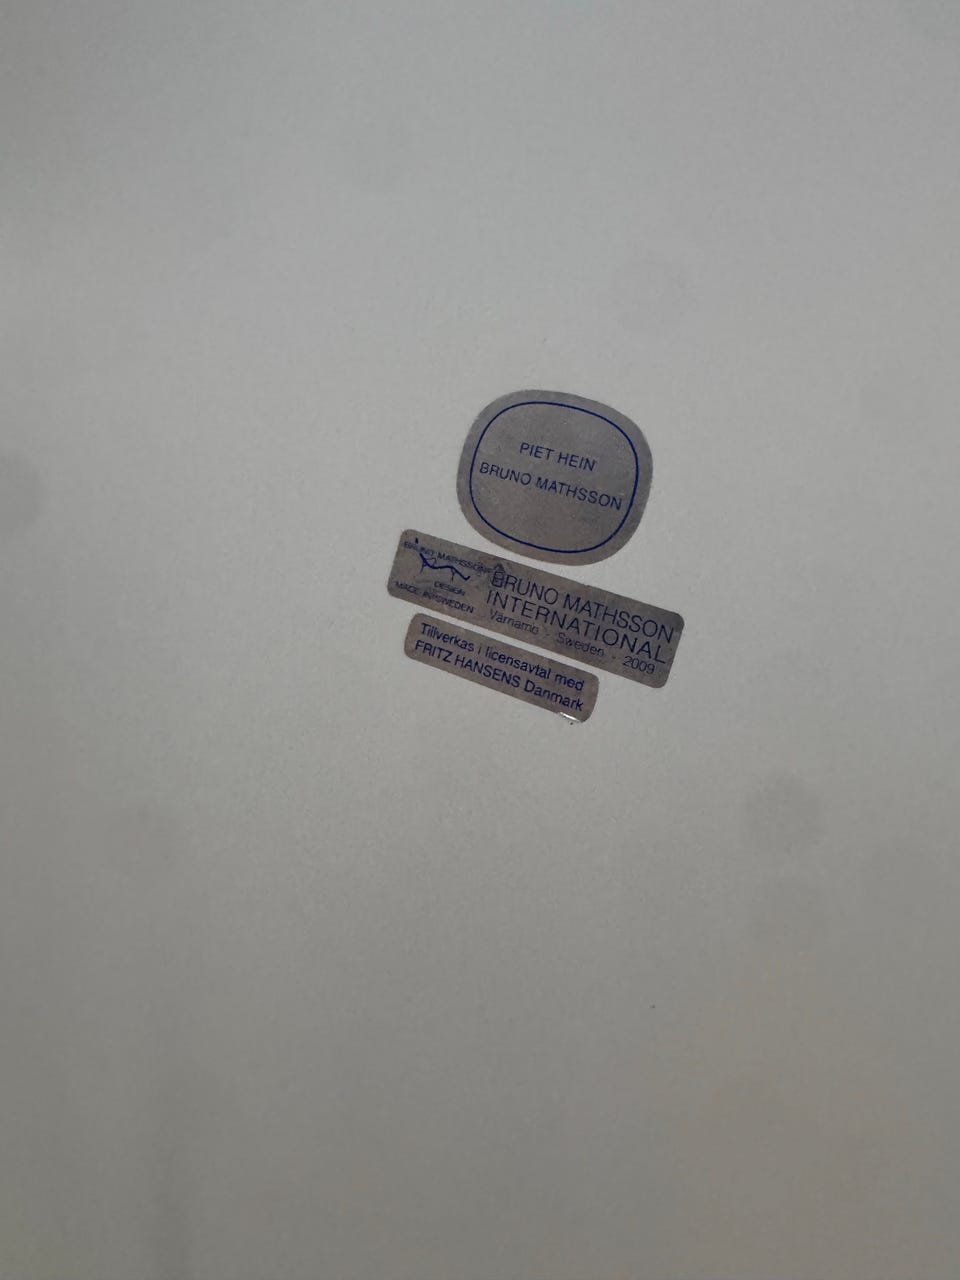 PIET HEIN
BRUNO MATHSSON
BRUNO MATHSSON
DESIGN
MADE IN SWEDEN
BRUNO MATHSSON
INTERNATIONAL
Värnamo - Sweden - 2009
Tillverkas i licensavtal med
FRITZ HANSENS Danmark